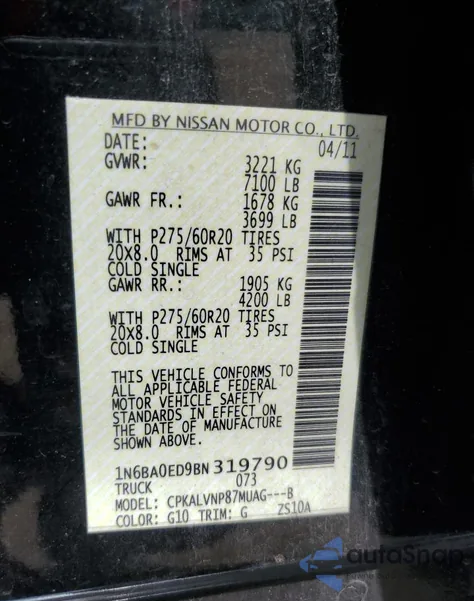 MFD BY NISSAN MOTOR CO., LTD.
DATE: 04/11
GVWR: 3221 KG
7100 LB
GAWR FR.: 1678 KG
3699 LB
WITH P275/60R20 TIRES
20X8.0 RIMS AT 35 PSI
COLD SINGLE
GAWR RR.: 1905 KG
4200 LB
WITH P275/60R20 TIRES
20X8.0 RIMS AT 35 PSI
COLD SINGLE
THIS VEHICLE CONFORMS TO
ALL APPLICABLE FEDERAL
MOTOR VEHICLE SAFETY
STANDARDS IN EFFECT ON
THE DATE OF MANUFACTURE
SHOWN ABOVE.
1N6BA0ED9BN319790
TRUCK 073
MODEL: CPKALVNP87MUAG---B
COLOR: G10 TRIM: G ZS10A
autoSnap